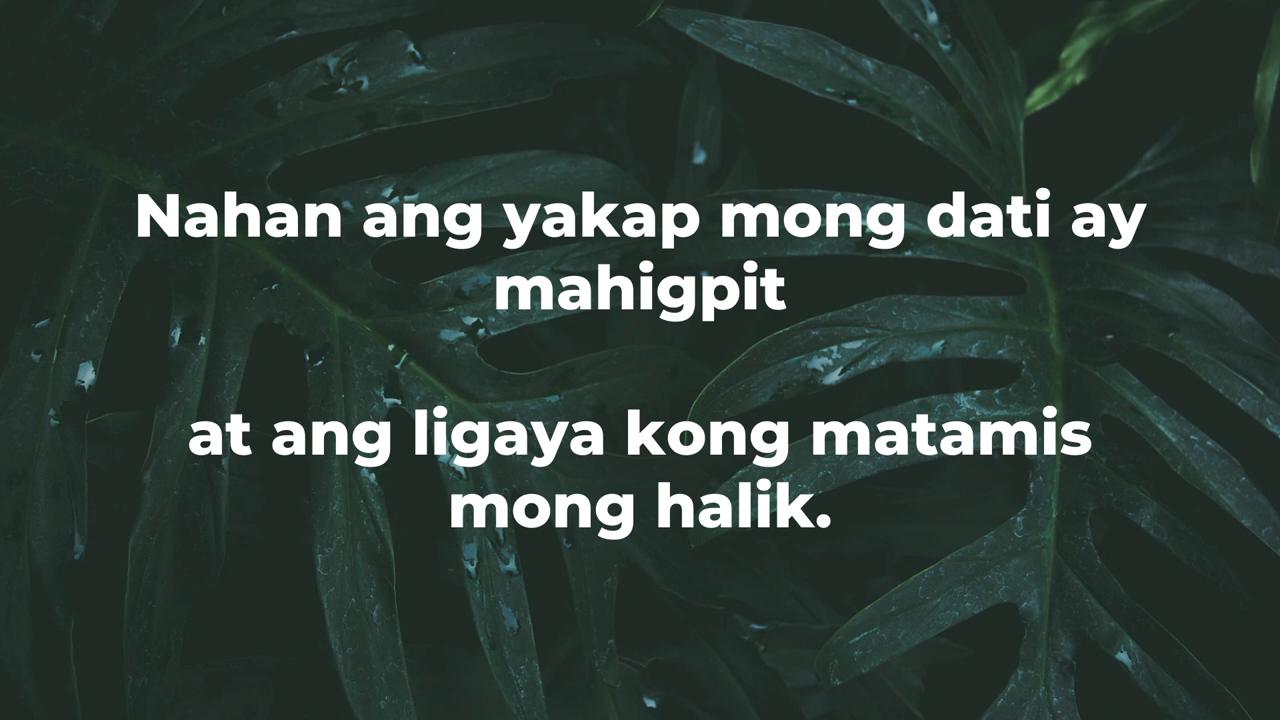 Nahan ang yakap mong dati ay
mahigpit
at ang ligaya kong matamis
mong halik.